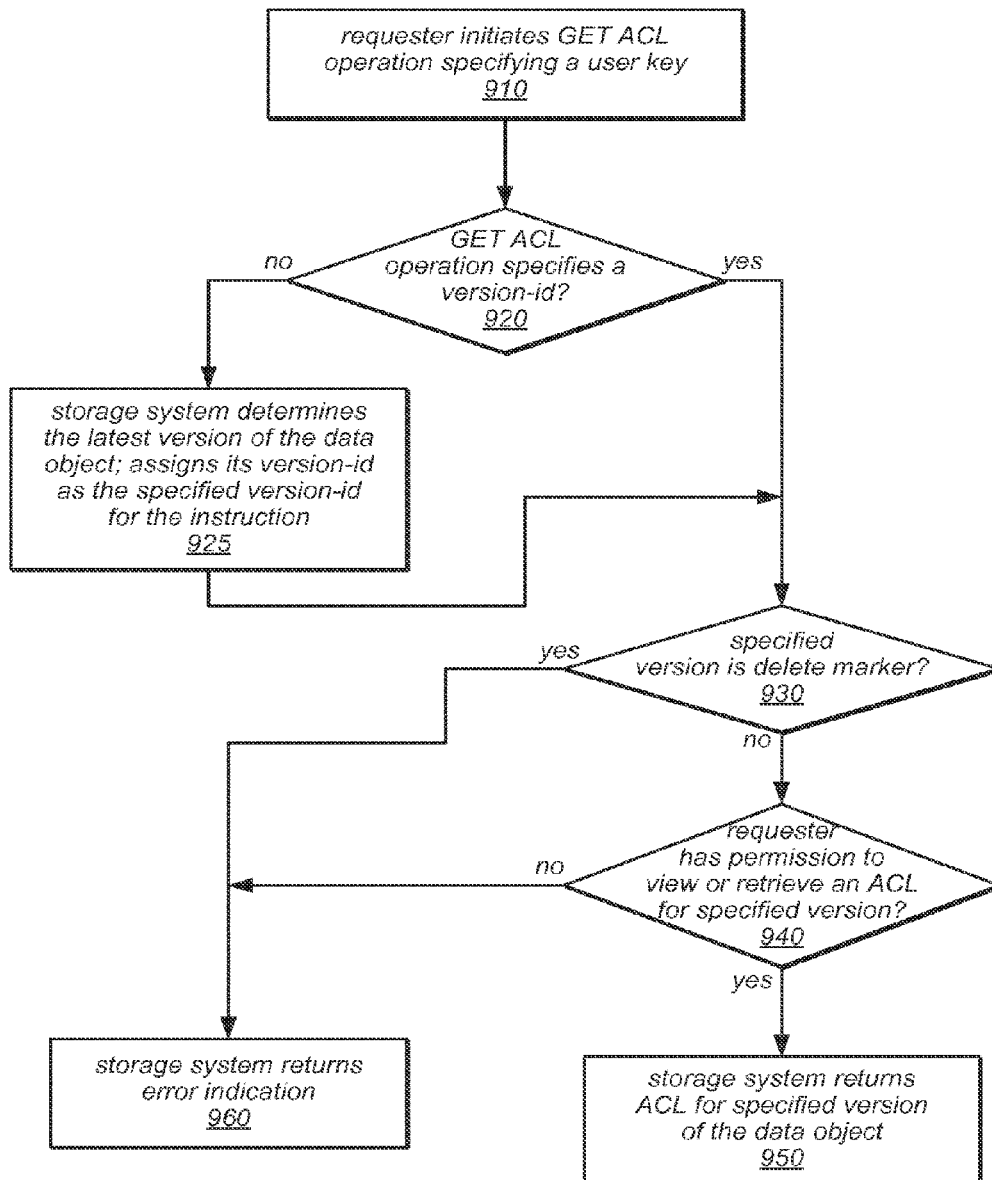 requester initiates GET ACL
operation specifying a user key
910
GET ACL
operation specifies a
version-id?
920
no
yes
storage system determines
the latest version of the data
object; assigns its version-id
as the specified version-id
for the instruction
925
specified
version is delete marker?
930
yes
no
requester
has permission to
view or retrieve an ACL
for specified version?
940
no
yes
storage system returns
error indication
960
storage system returns
ACL for specified version
of the data object
950